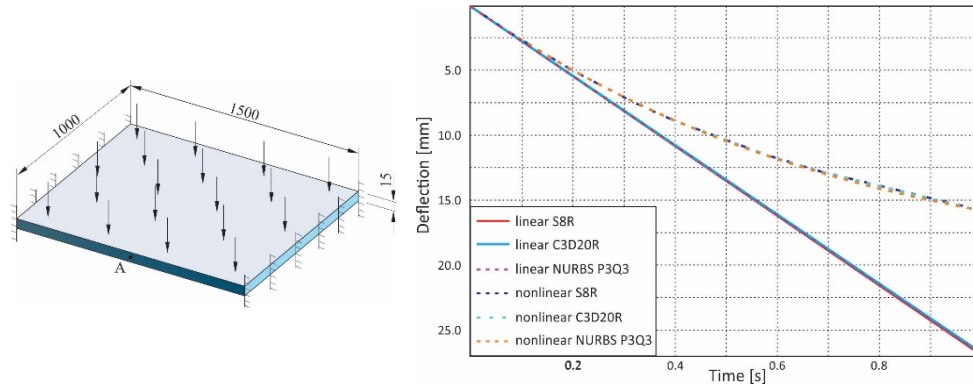 1000
1500
15
A
Deflection [mm]
5.0
10.0
15.0
20.0
25.0
linear S8R
linear C3D20R
linear NURBS P3Q3
nonlinear S8R
nonlinear C3D20R
nonlinear NURBS P3Q3
0.2
0.4
0.6
0.8
Time [s]